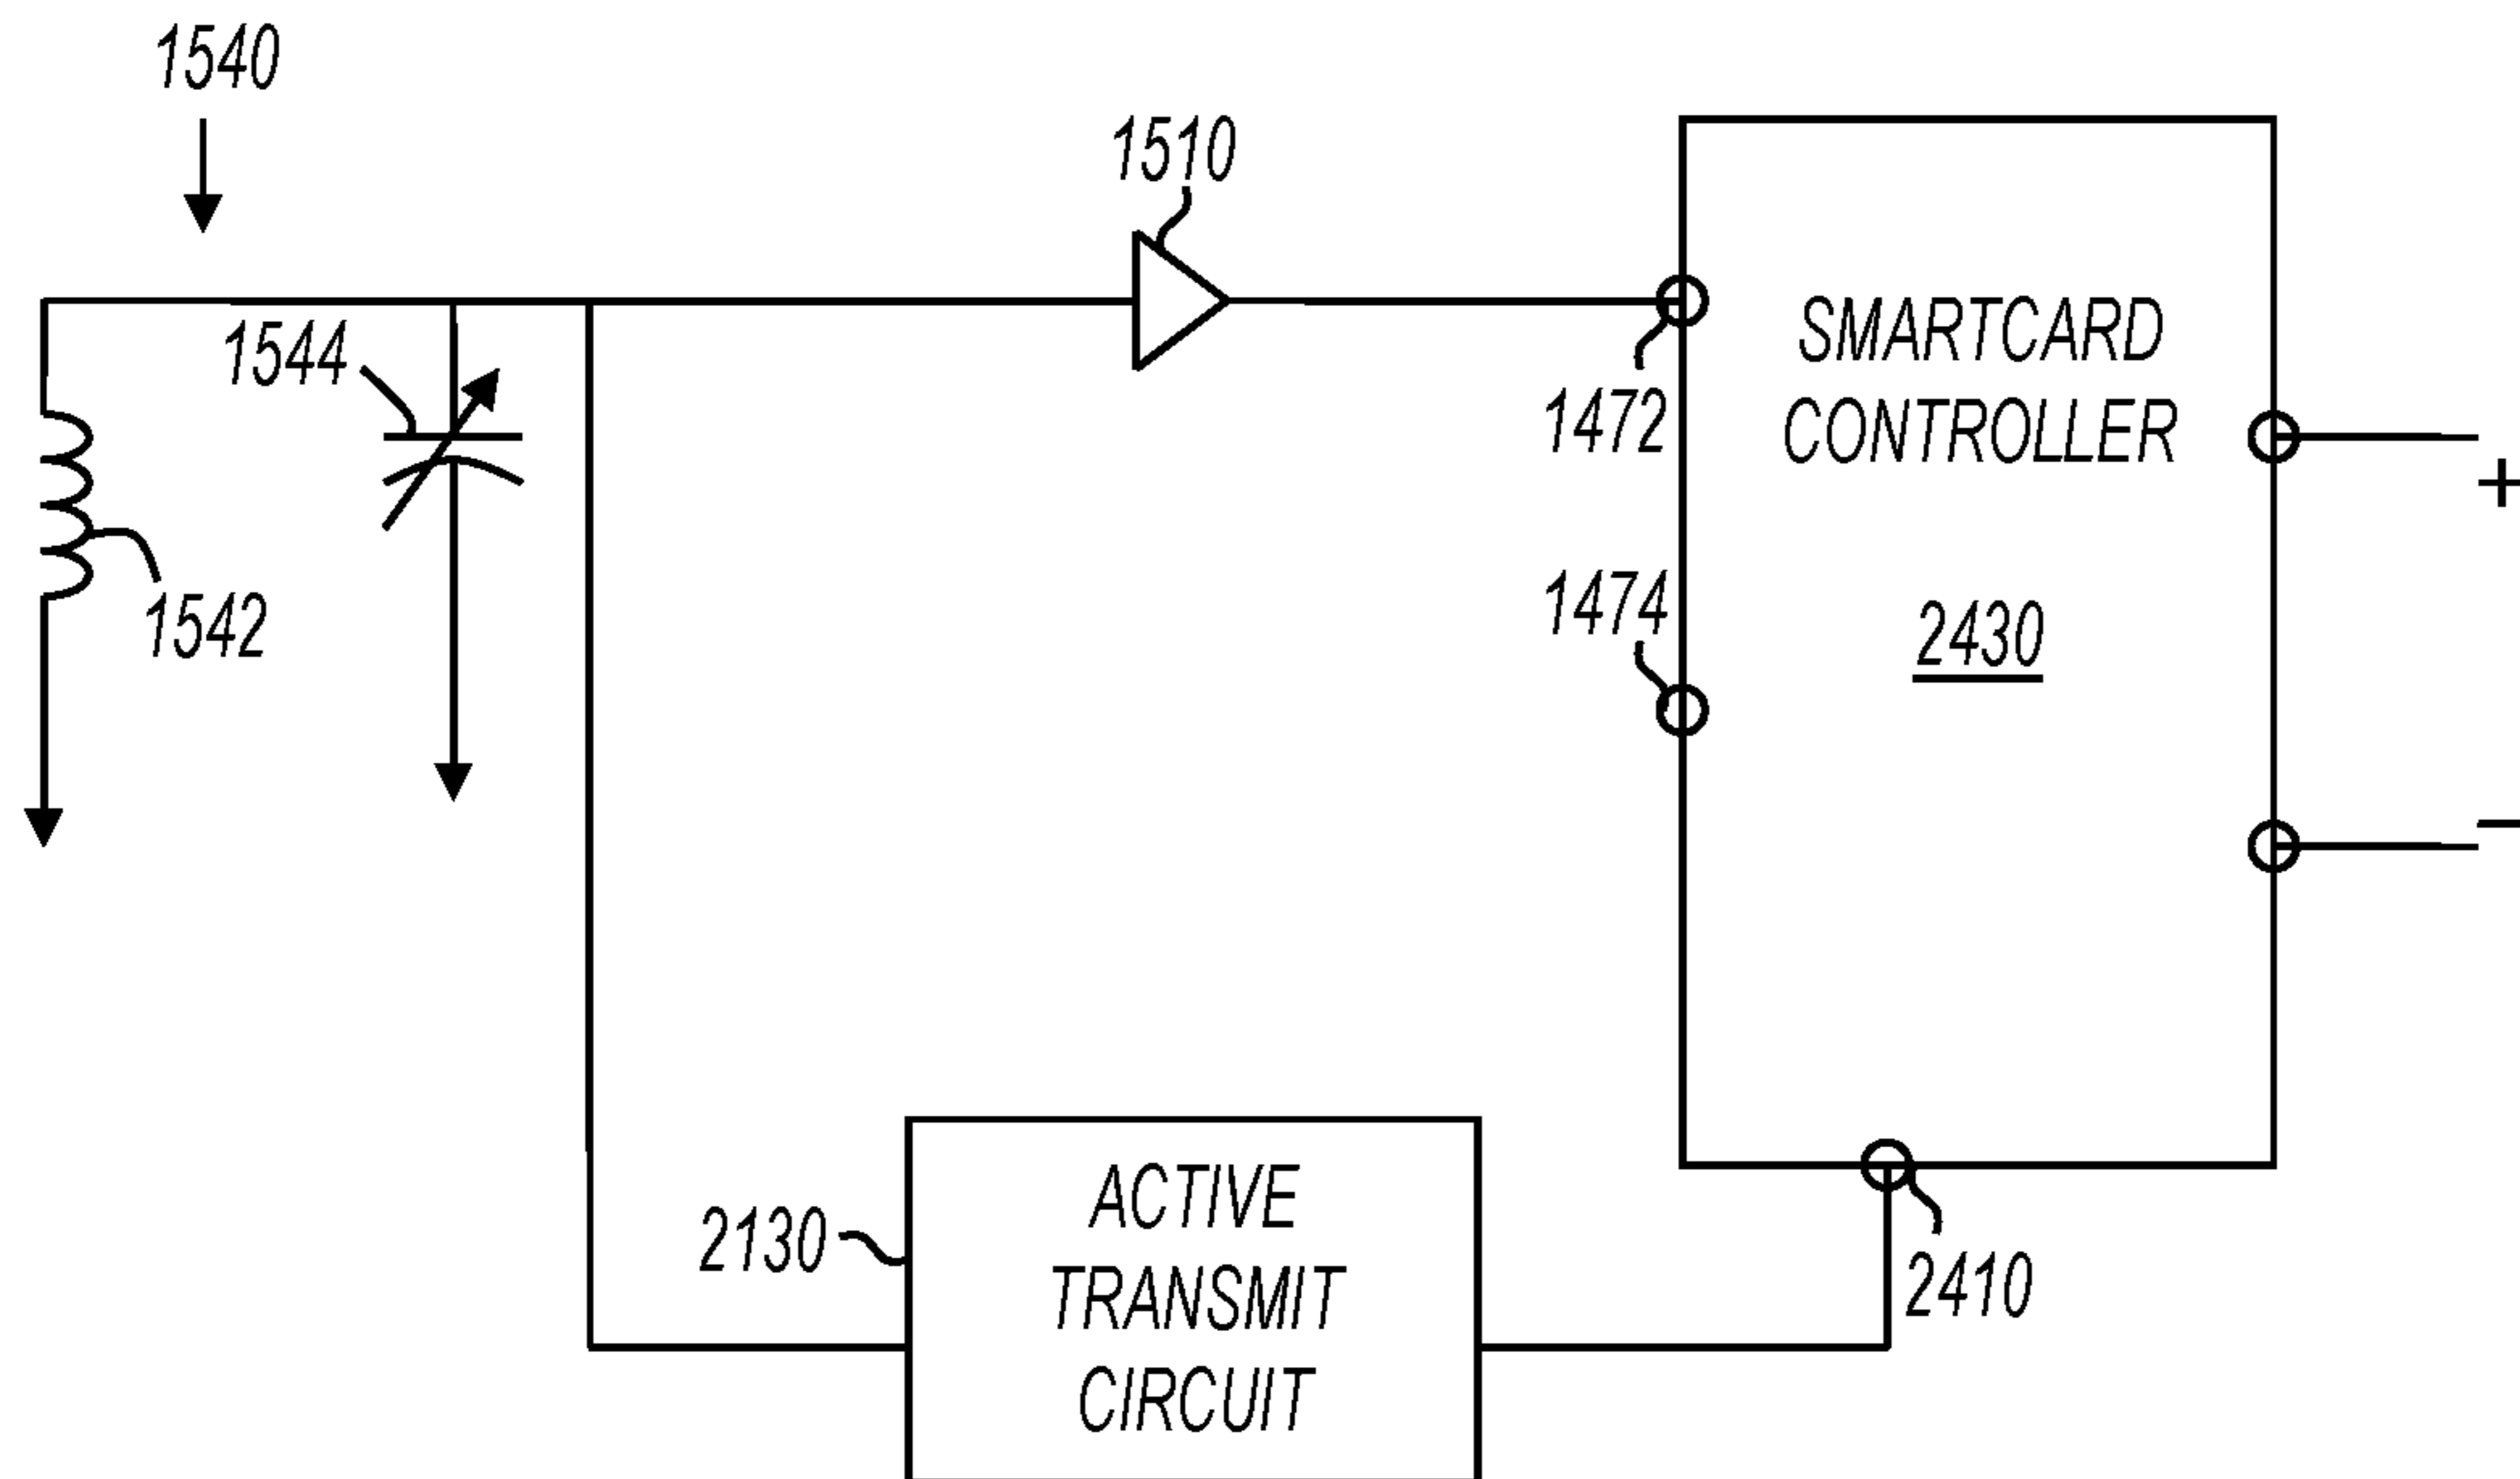 1540
1510
1544
1472
SMARTCARD
CONTROLLER
+
1474
1542
2430
–
ACTIVE
TRANSMIT
CIRCUIT
2130
2410